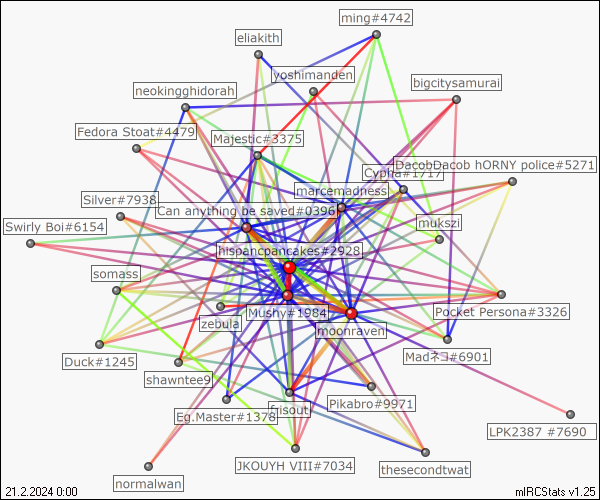 ming#4742
eliakith
yoshimanden
bigcitysamurai
neokingghidorah
Fedora Stoat#4479
Majestic#3375
DacobDacob hORNY police#5271
Cypha#1717
marcemadness
Silver#7938
Can anything be saved#0396
Swirly Boi#6154
mukszi
hispancpancakes#2928
somass
Mushy#1984
Pocket Persona#3326
zebula
moonraven
Duck#1245
Madネヨ#6901
shawntee9
Eg.Master#1378
frisout
Pikabro#9971
LPK2387 #7690
JKOUYH VIII#7034
thesecondtwat
normalwan
21.2.2024 0:00
mIRCStats v1.25